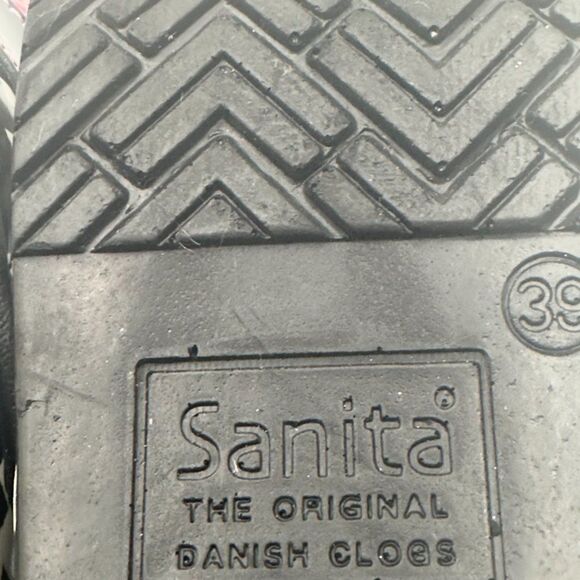 39
Sanita®
THE ORIGINAL
DANISH CLOGS